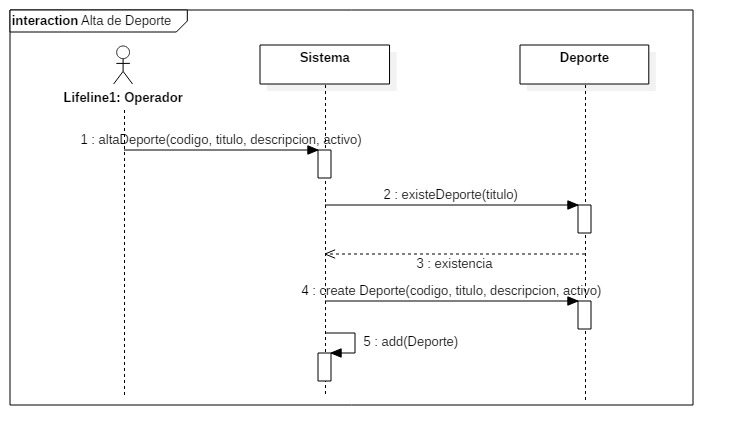 interaction Alta de Deporte
Sistema
Deporte
Lifeline1: Operador
1 : altaDeporte(codigo, titulo, descripcion, activo)
2 : existeDeporte(titulo)
3 : existencia
4 : create Deporte(codigo, titulo, descripcion, activo)
5 : add(Deporte)